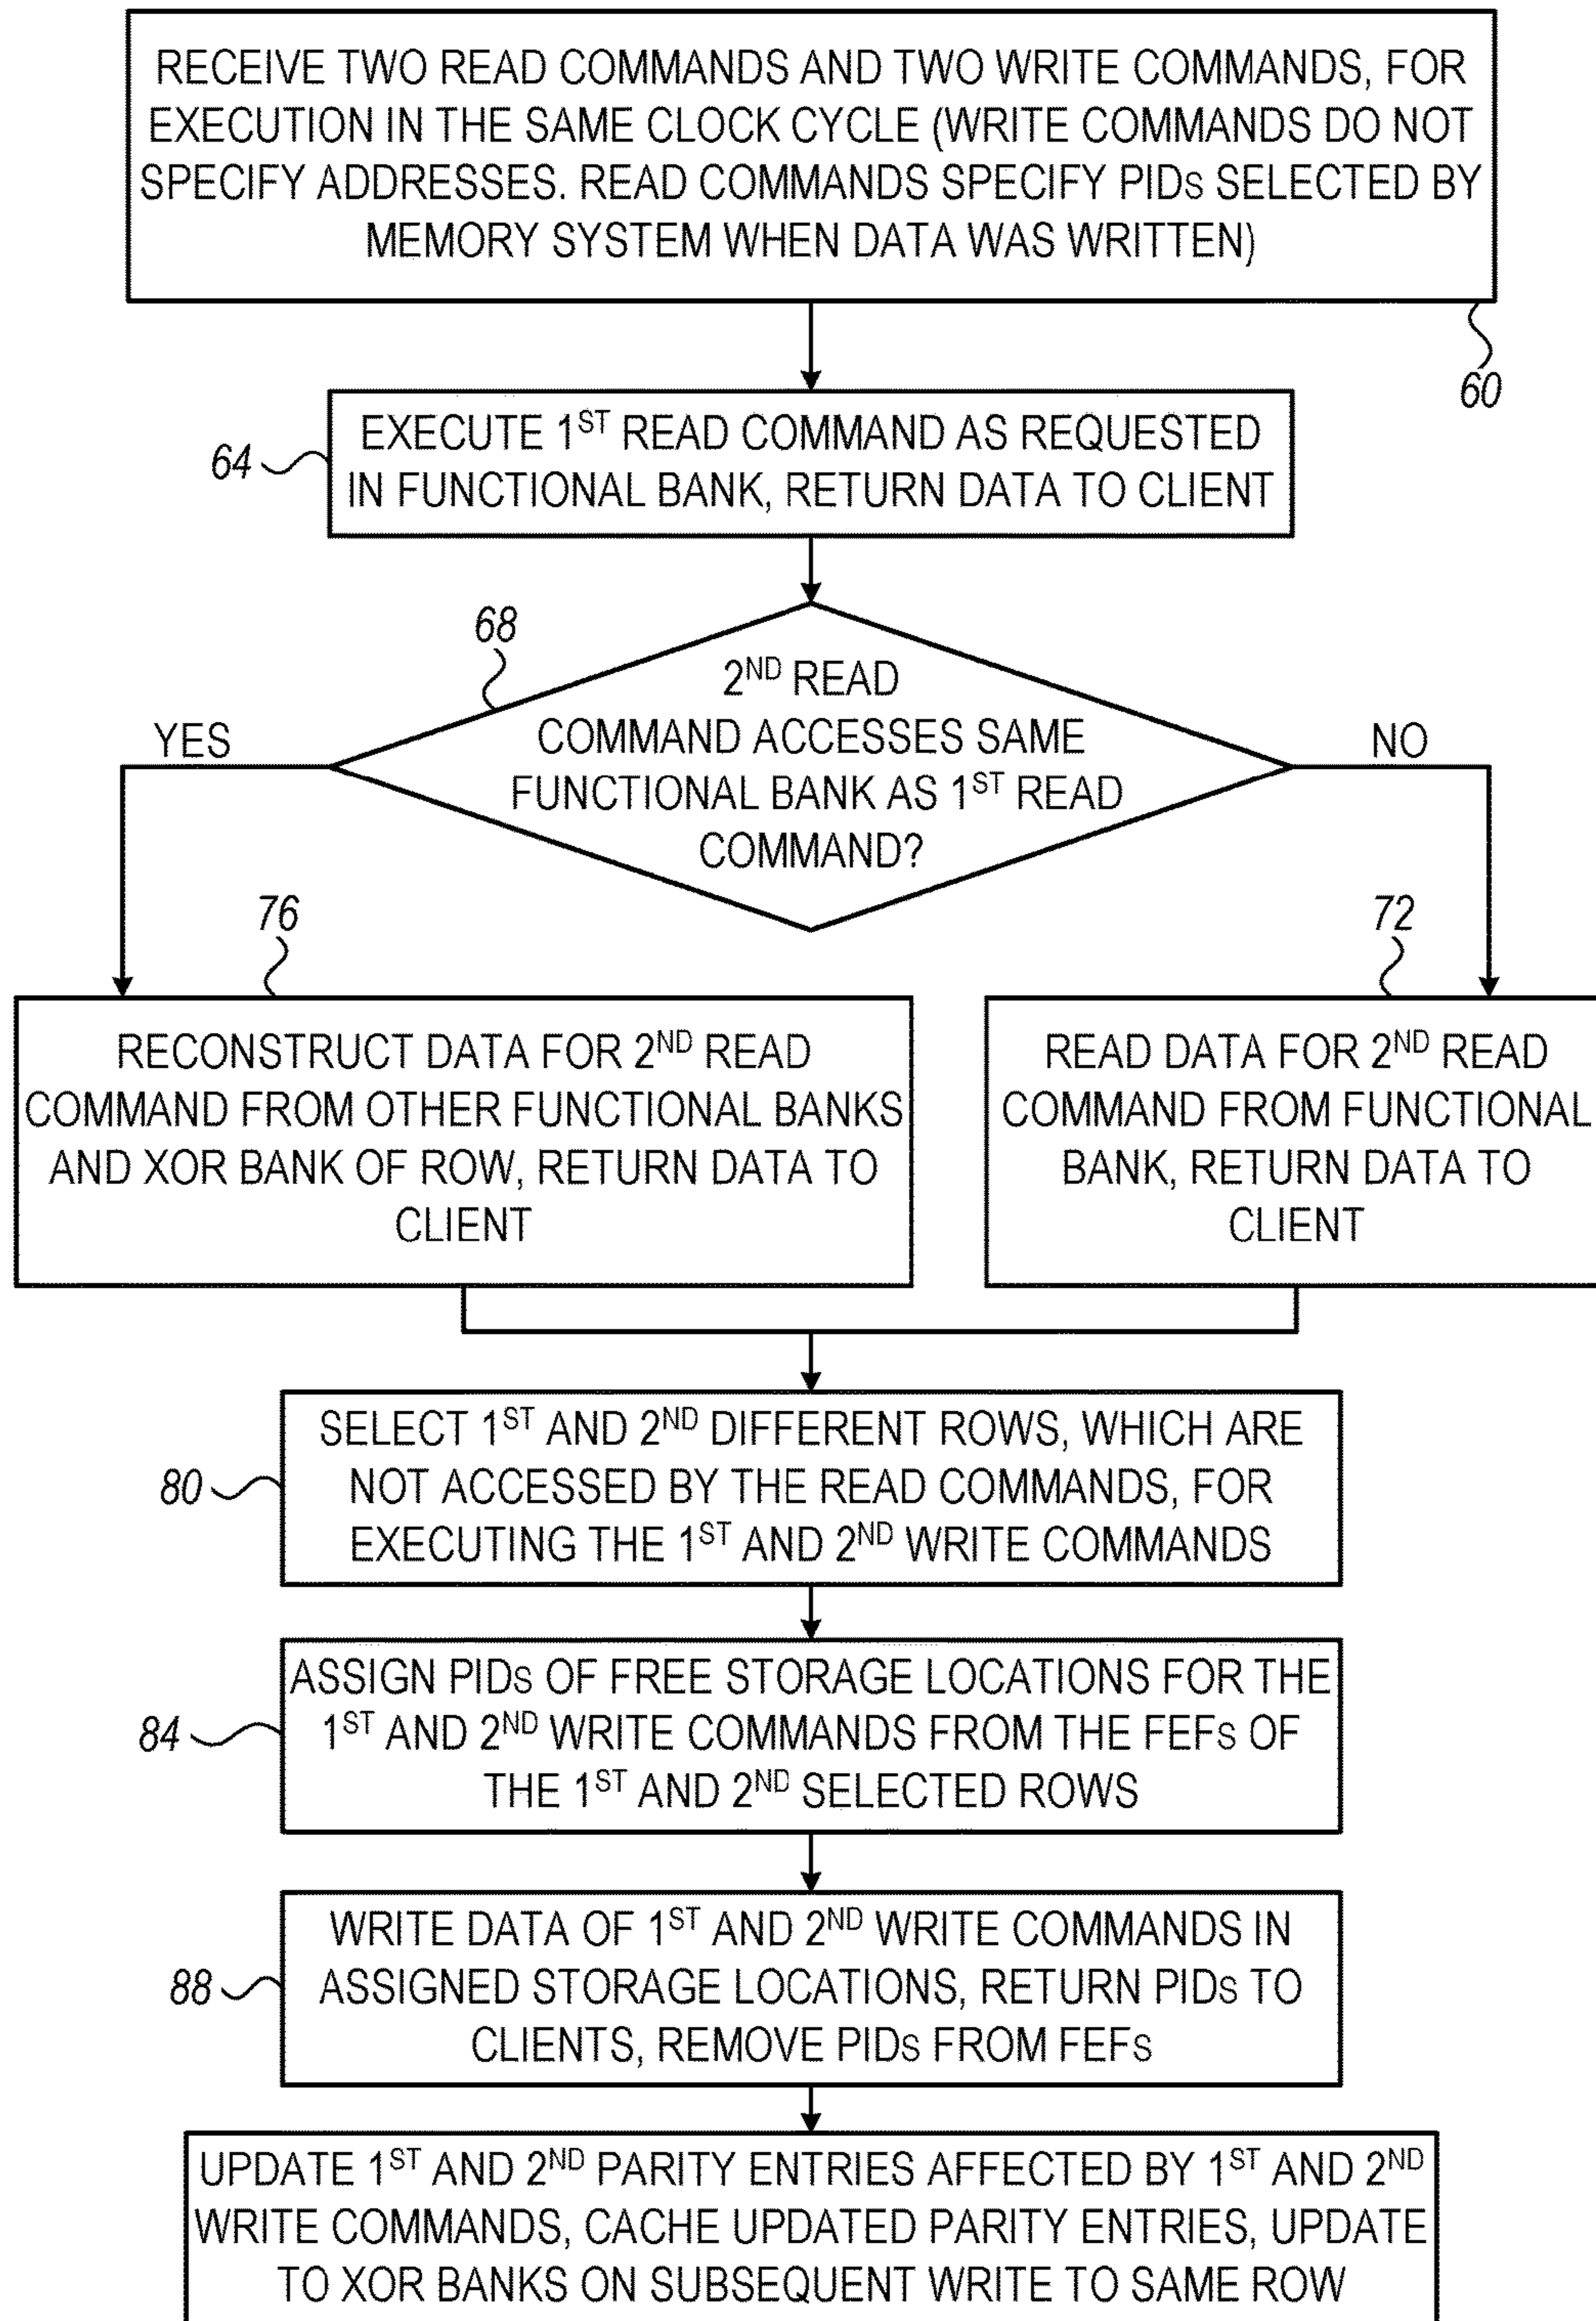 RECEIVE TWO READ COMMANDS AND TWO WRITE COMMANDS, FOR
EXECUTION IN THE SAME CLOCK CYCLE (WRITE COMMANDS DO NOT
SPECIFY ADDRESSES. READ COMMANDS SPECIFY PIDs SELECTED BY
MEMORY SYSTEM WHEN DATA WAS WRITTEN)
60
EXECUTE 1ST READ COMMAND AS REQUESTED
64
IN FUNCTIONAL BANK, RETURN DATA TO CLIENT
68
2ND READ
COMMAND ACCESSES SAME
FUNCTIONAL BANK AS 1ST READ
COMMAND?
YES
NO
76
72
RECONSTRUCT DATA FOR 2ND READ
COMMAND FROM OTHER FUNCTIONAL BANKS
AND XOR BANK OF ROW, RETURN DATA TO
CLIENT
READ DATA FOR 2ND READ
COMMAND FROM FUNCTIONAL
BANK, RETURN DATA TO
CLIENT
SELECT 1ST AND 2ND DIFFERENT ROWS, WHICH ARE
80
NOT ACCESSED BY THE READ COMMANDS, FOR
EXECUTING THE 1ST AND 2ND WRITE COMMANDS
ASSIGN PIDs OF FREE STORAGE LOCATIONS FOR THE
84
1ST AND 2ND WRITE COMMANDS FROM THE FEFs OF
THE 1ST AND 2ND SELECTED ROWS
WRITE DATA OF 1ST AND 2ND WRITE COMMANDS IN
88
ASSIGNED STORAGE LOCATIONS, RETURN PIDs TO
CLIENTS, REMOVE PIDs FROM FEFs
UPDATE 1ST AND 2ND PARITY ENTRIES AFFECTED BY 1ST AND 2ND
WRITE COMMANDS, CACHE UPDATED PARITY ENTRIES, UPDATE
TO XOR BANKS ON SUBSEQUENT WRITE TO SAME ROW